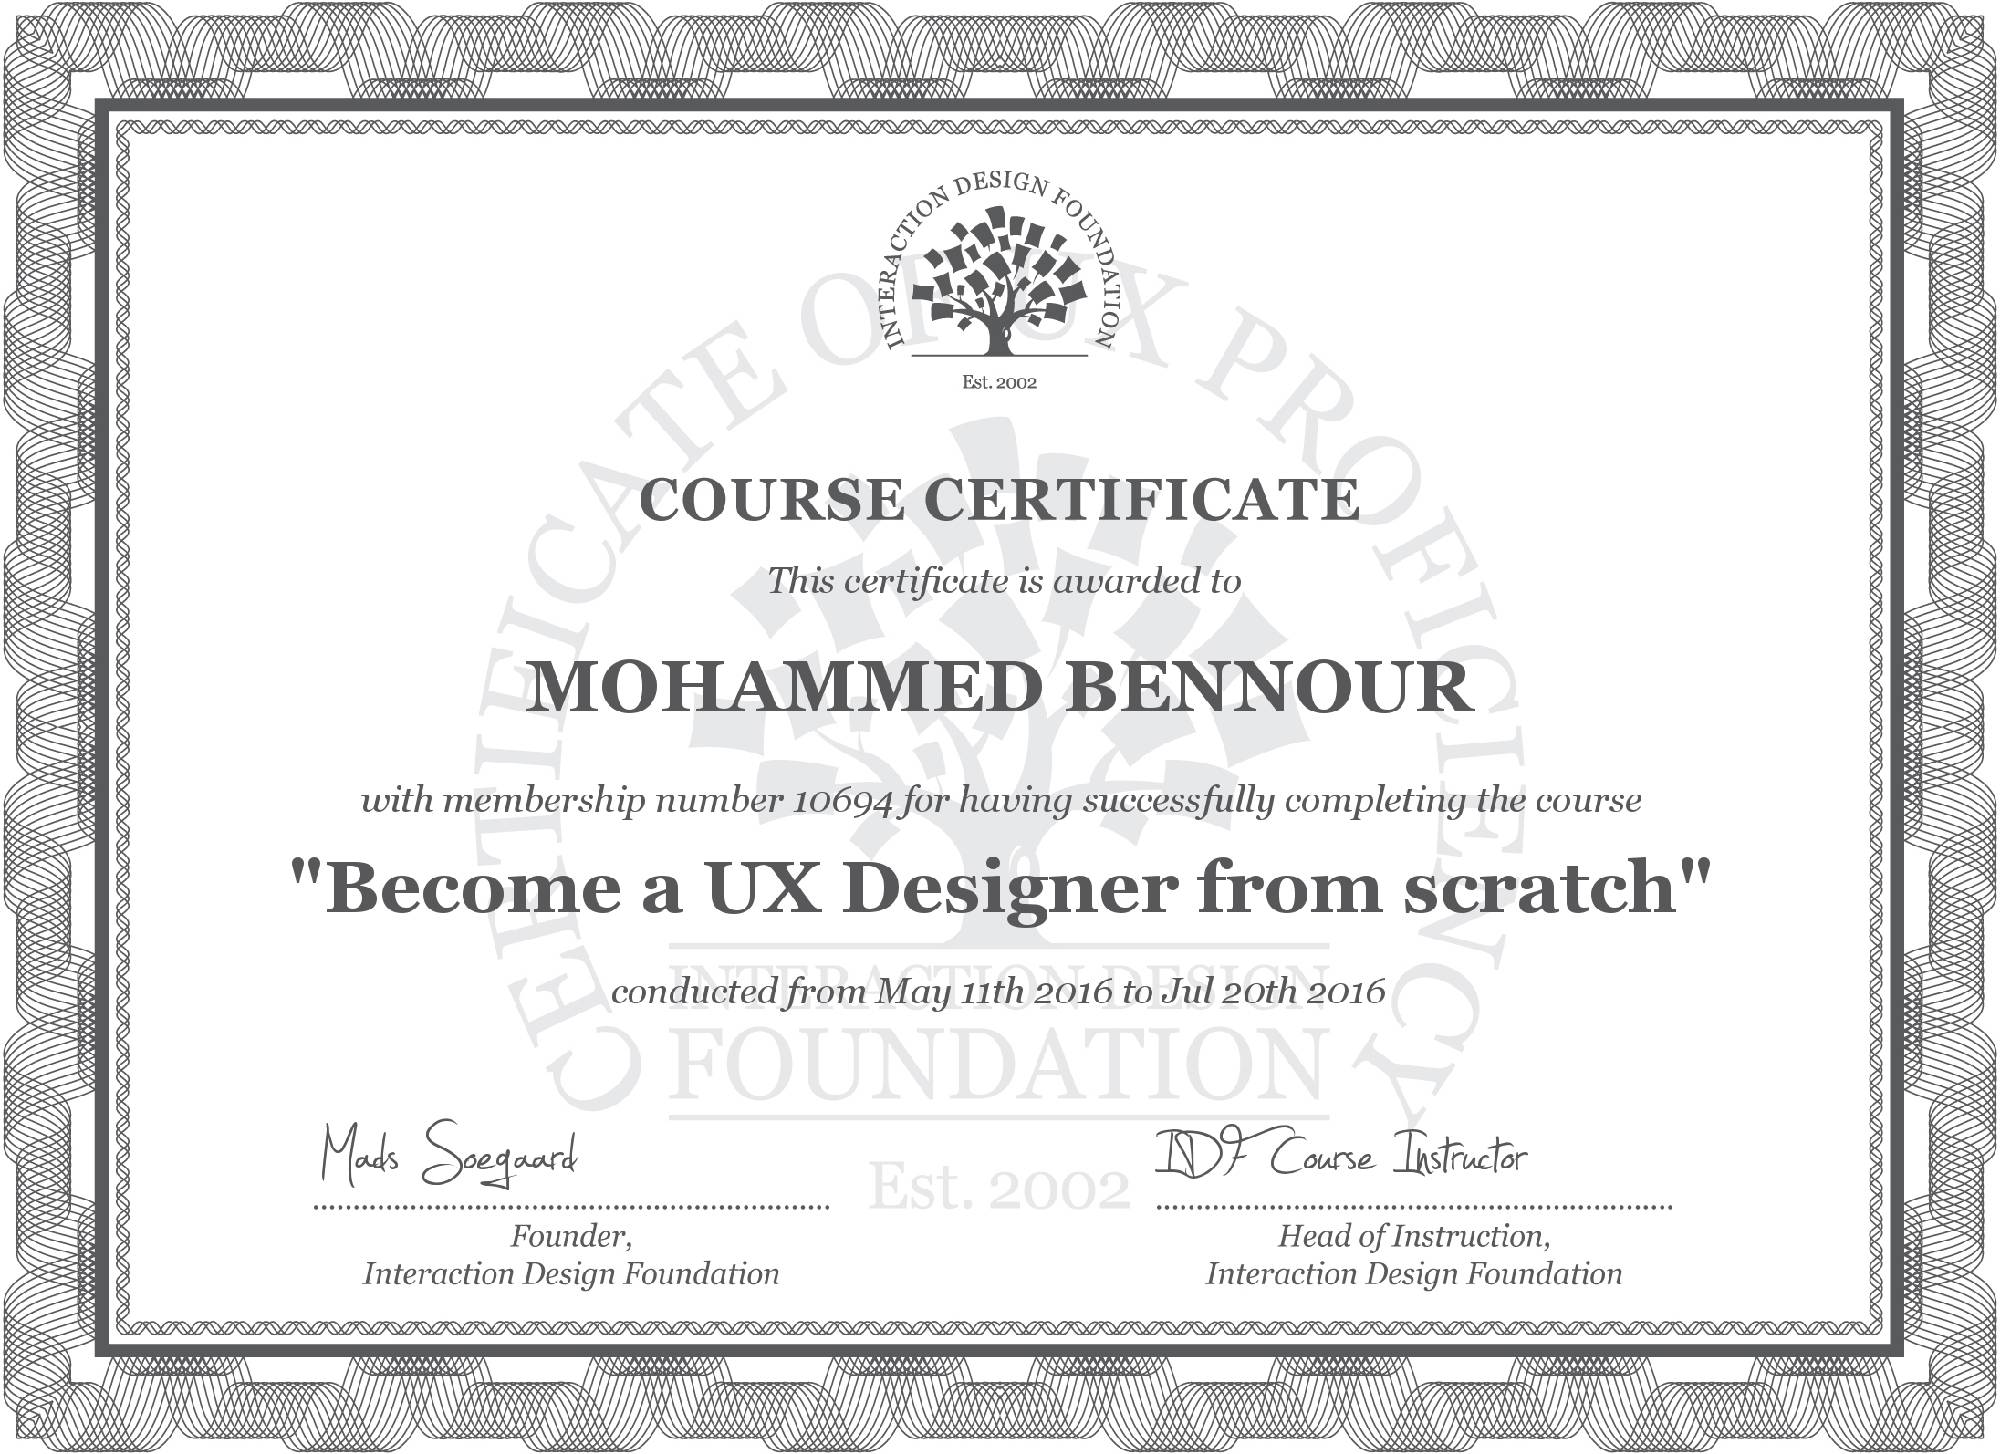 INTERACTION DESIGN FOUNDATION
Est. 2002
CERTIFICATE OF UX PROFICIENCY
COURSE CERTIFICATE
This certificate is awarded to
MOHAMMED BENNOUR
with membership number 10694 for having successfully completing the course
"Become a UX Designer from scratch"
INTERACTION DESIGN
conducted from May 11th 2016 to Jul 20th 2016
FOUNDATION
Mads Soegaard
IDF Course Instructor
Est. 2002
Founder,
Interaction Design Foundation
Head of Instruction,
Interaction Design Foundation